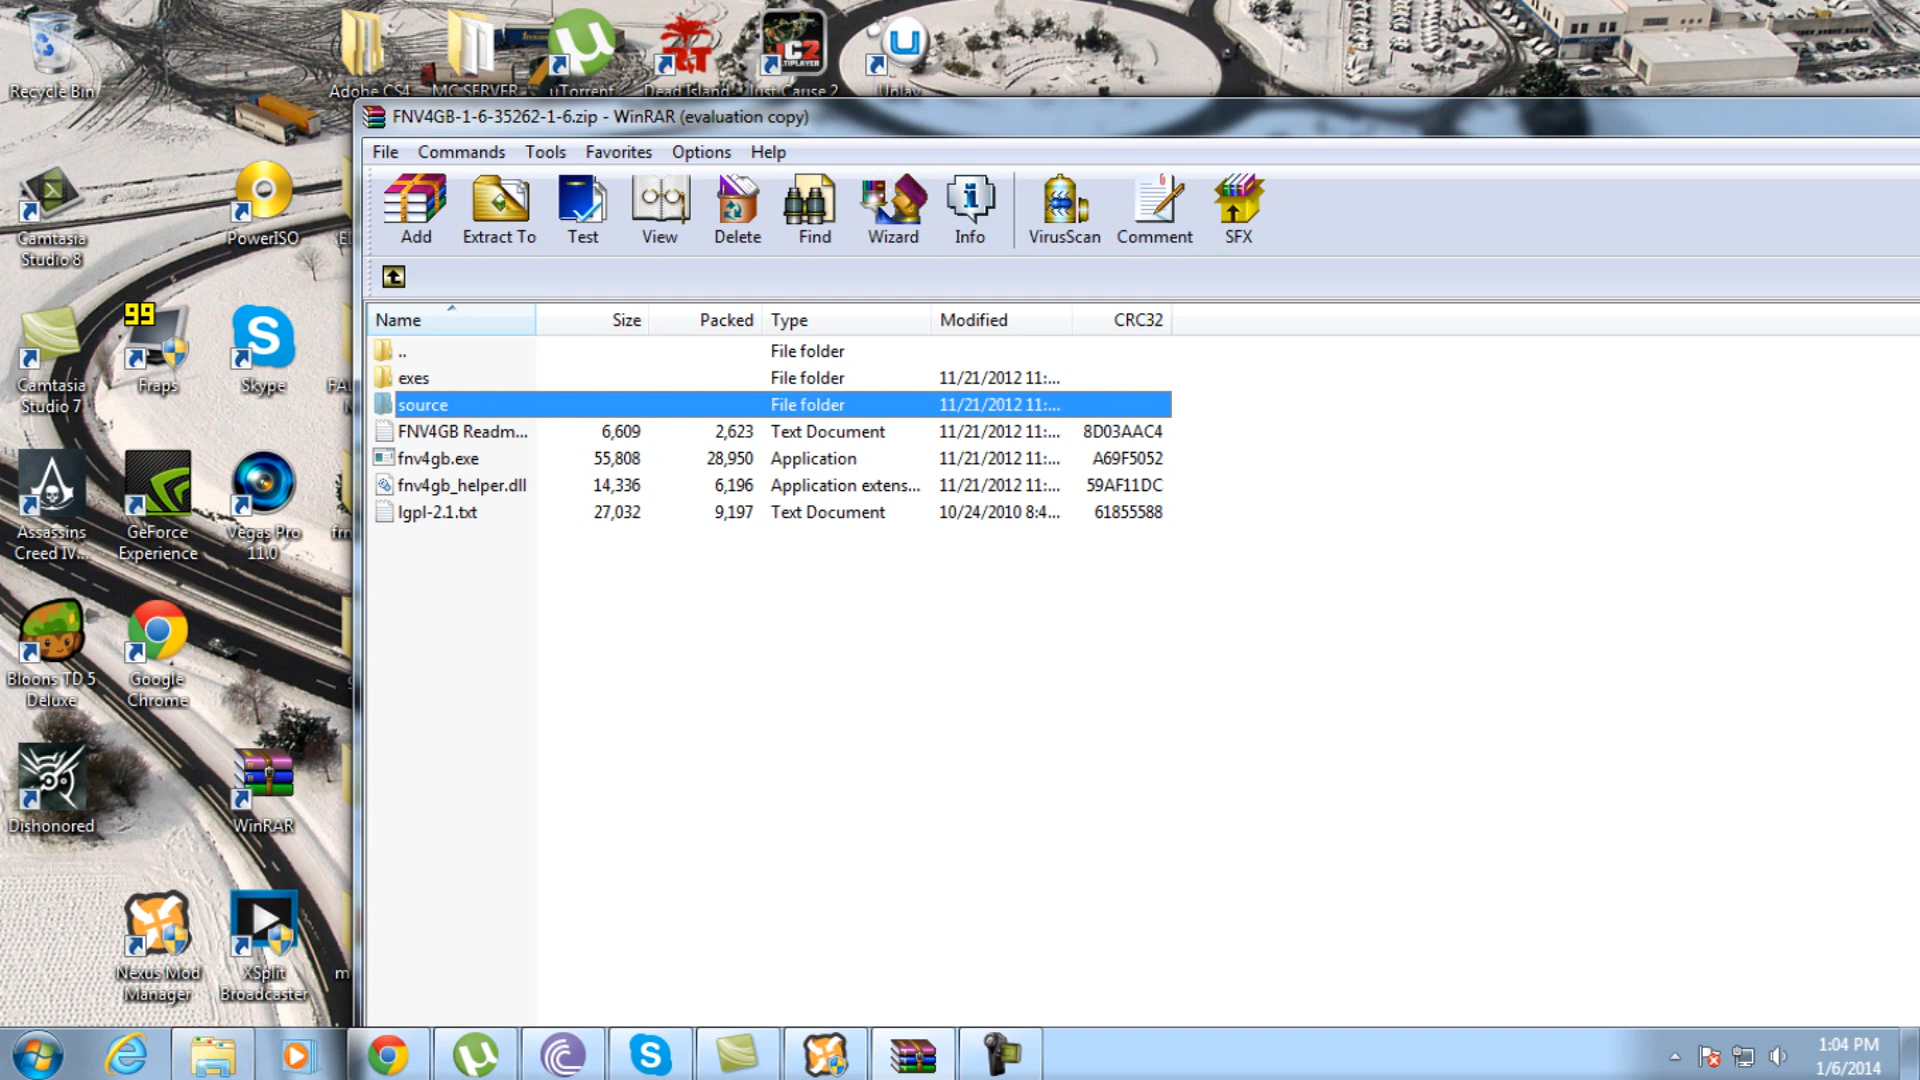 Recycle Bin
Adobe CS4
MC SERVER
uTorrent
Dead Island
Just Cause 2
Uplay
FNV4GB-1-6-35262-1-6.zip - WinRAR (evaluation copy)
File Commands Tools Favorites Options Help
Add Extract To Test View Delete Find Wizard Info VirusScan Comment SFX
Name Size Packed Type Modified CRC32
.. File folder
exes File folder 11/21/2012 11:...
source File folder 11/21/2012 11:...
FNV4GB Readm... 6,609 2,623 Text Document 11/21/2012 11:... 8D03AAC4
fnv4gb.exe 55,808 28,950 Application 11/21/2012 11:... A69F5052
fnv4gb_helper.dll 14,336 6,196 Application extens... 11/21/2012 11:... 59AF11DC
lgpl-2.1.txt 27,032 9,197 Text Document 10/24/2010 8:4... 61855588
Camtasia
Studio 8
PowerISO
99
Camtasia
Studio 7
Fraps
Skype
Assassins
Creed IV...
GeForce
Experience
Vegas Pro
11.0
Bloons TD 5
Deluxe
Google
Chrome
Dishonored
WinRAR
Nexus Mod
Manager
XSplit
Broadcaster
1:04 PM
1/6/2014